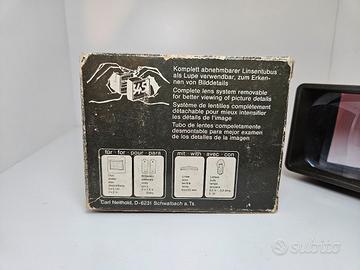 Komplett abnehmbarer Linsentubus
als Lupe verwendbar, zum Erken-
nen von Bilddetails
Complete lens system removable
for better viewing of picture details
Système de lentilles complètement
détachable pour mieux intensifier
les détails de l'image
Tubo de lentes completamente
desmontable para mejor examen
de los detalles de la imagen
für · for · pour · para
mit · with · avec · con
Carl Neithold, D-6231 Schwalbach a. Ts.
subito